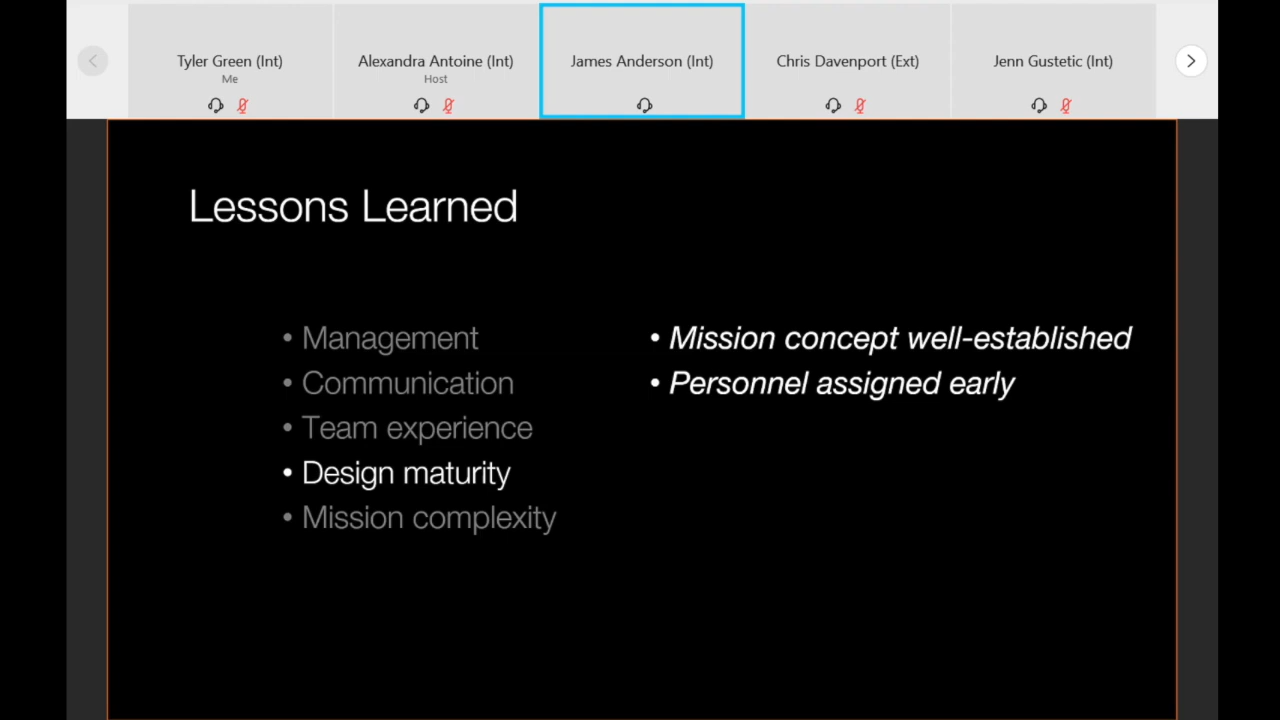 Tyler Green (Int)
Me
Alexandra Antoine (Int)
Host
James Anderson (Int)
Chris Davenport (Ext)
Jenn Gustetic (Int)
Lessons Learned
• Management
• Communication
• Team experience
• Design maturity
• Mission complexity
• Mission concept well-established
• Personnel assigned early